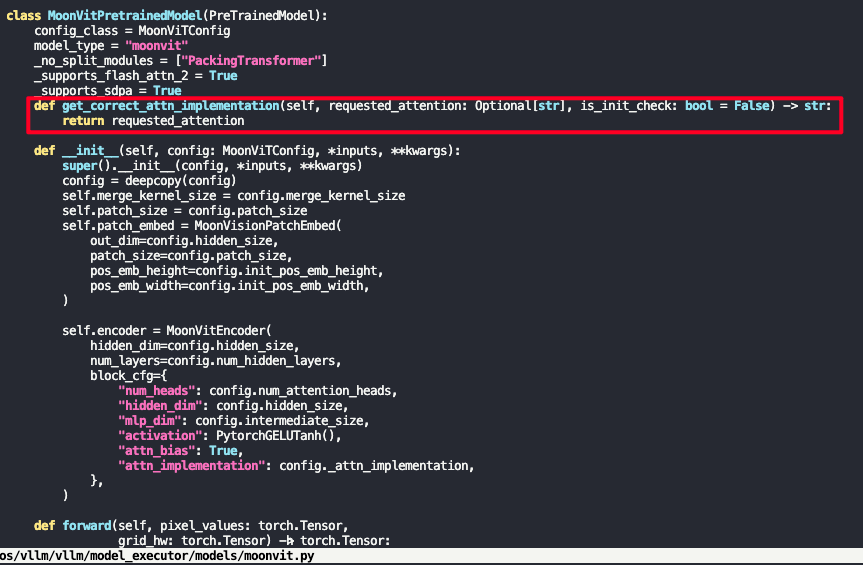 class MoonVitPretrainedModel(PreTrainedModel):
    config_class = MoonViTConfig
    model_type = "moonvit"
    _no_split_modules = ["PackingTransformer"]
    _supports_flash_attn_2 = True
    _supports_sdpa = True
    def get_correct_attn_implementation(self, requested_attention: Optional[str], is_init_check: bool = False) -> str:
        return requested_attention
    def __init__(self, config: MoonViTConfig, *inputs, **kwargs):
        super().__init__(config, *inputs, **kwargs)
        config = deepcopy(config)
        self.merge_kernel_size = config.merge_kernel_size
        self.patch_size = config.patch_size
        self.patch_embed = MoonVisionPatchEmbed(
            out_dim=config.hidden_size,
            patch_size=config.patch_size,
            pos_emb_height=config.init_pos_emb_height,
            pos_emb_width=config.init_pos_emb_width,
        )
        self.encoder = MoonVitEncoder(
            hidden_dim=config.hidden_size,
            num_layers=config.num_hidden_layers,
            block_cfg={
                "num_heads": config.num_attention_heads,
                "hidden_dim": config.hidden_size,
                "mlp_dim": config.intermediate_size,
                "activation": PytorchGELUTanh(),
                "attn_bias": True,
                "attn_implementation": config._attn_implementation,
            },
        )
    def forward(self, pixel_values: torch.Tensor,
                grid_hw: torch.Tensor) -> torch.Tensor:
os/vllm/vllm/model_executor/models/moonvit.py